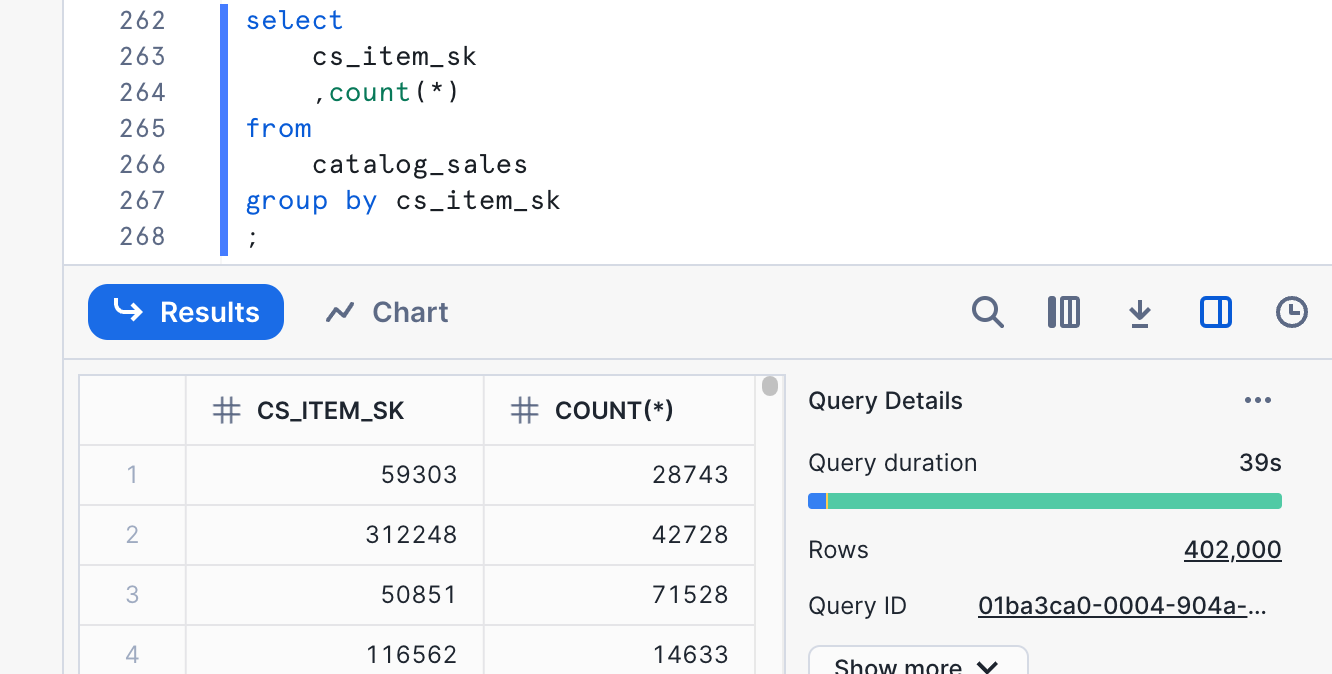 262 select
263     cs_item_sk
264     ,count(*)
265 from
266     catalog_sales
267 group by cs_item_sk
268 ;
Results Chart
CS_ITEM_SK COUNT(*)
1 59303 28743
2 312248 42728
3 50851 71528
4 116562 14633
Query Details ...
Query duration 39s
Rows 402,000
Query ID 01ba3ca0-0004-904a-...
Show more